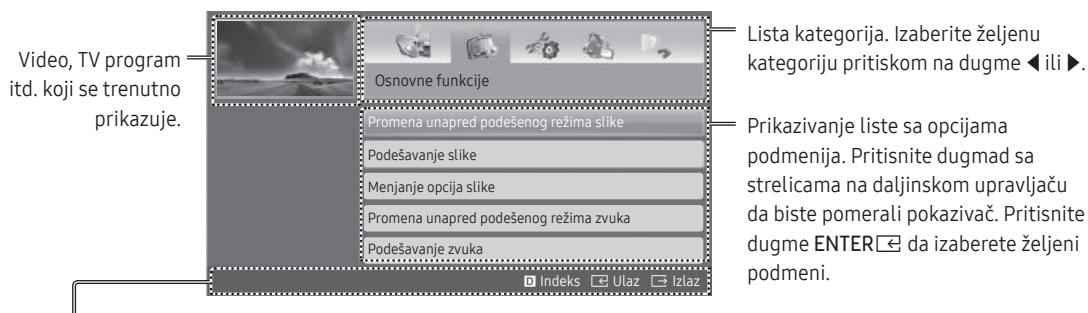 Video, TV program
itd. koji se trenutno
prikazuje.
Osnovne funkcije
Promena unapred podešenog režima slike
Podešavanje slike
Menjanje opcija slike
Promena unapred podešenog režima zvuka
Podešavanje zvuka
D Indeks Ulaz Izlaz
Lista kategorija. Izaberite željenu
kategoriju pritiskom na dugme ◀ ili ▶.
Prikazivanje liste sa opcijama
podmenija. Pritisnite dugmad sa
strelicama na daljinskom upravljaču
da biste pomerali pokazivač. Pritisnite
dugme ENTER da izaberete željeni
podmeni.